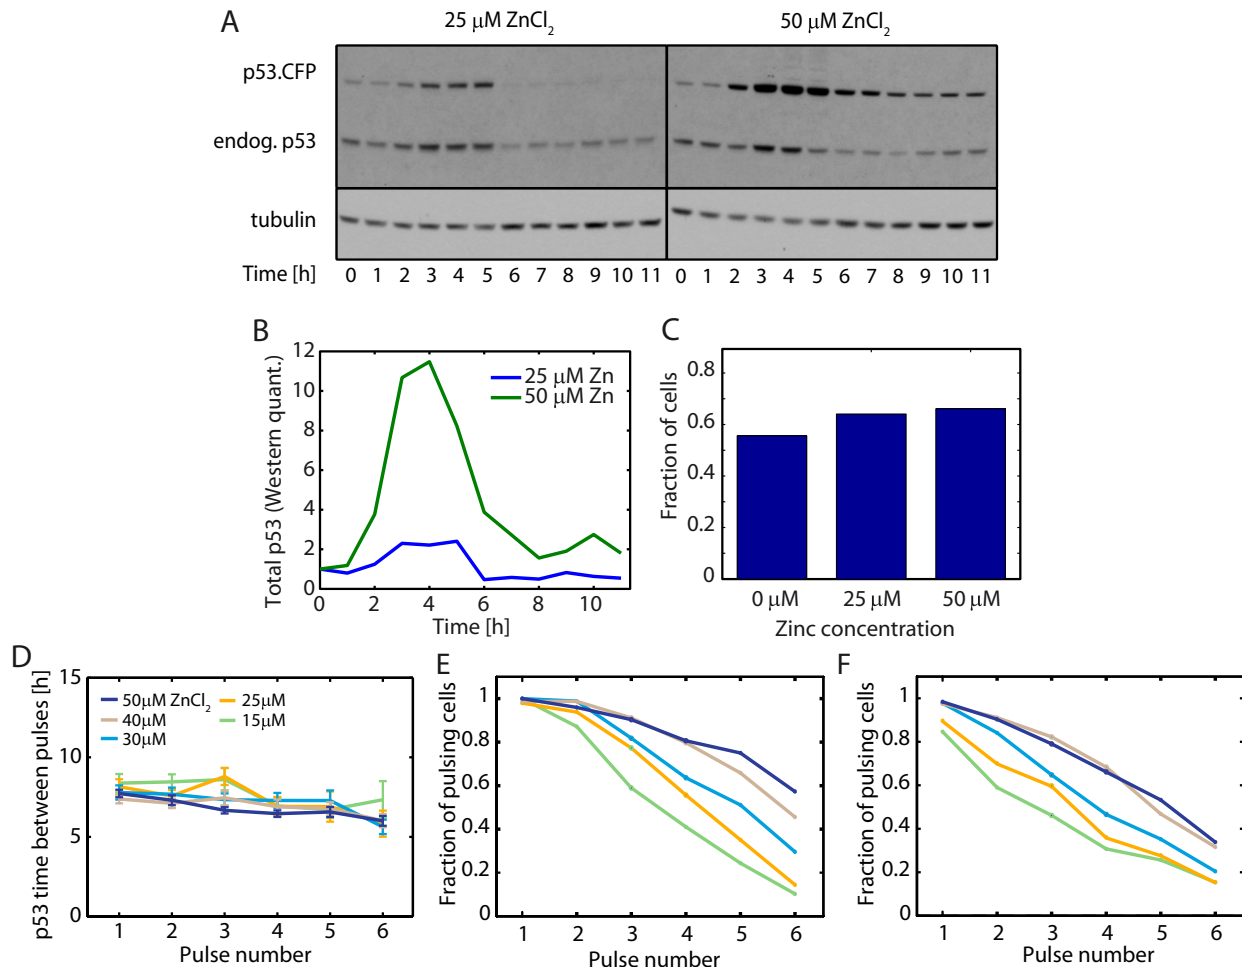 A
25 μM ZnCl2
50 μM ZnCl2
p53.CFP
endog. p53
tubulin
Time [h] 0 1 2 3 4 5 6 7 8 9 10 11 0 1 2 3 4 5 6 7 8 9 10 11
B
Total p53 (Western quant.)
12
10
8
6
4
2
0
0 2 4 6 8 10
Time [h]
25 μM Zn
50 μM Zn
C
Fraction of cells
0.8
0.6
0.4
0.2
0
0 μM 25 μM 50 μM
Zinc concentration
D
p53 time between pulses [h]
15
10
5
0
50μM ZnCl2
40μM
30μM
25μM
15μM
1 2 3 4 5 6
Pulse number
E
Fraction of pulsing cells
1
0.8
0.6
0.4
0.2
0
1 2 3 4 5 6
Pulse number
F
Fraction of pulsing cells
1
0.8
0.6
0.4
0.2
0
1 2 3 4 5 6
Pulse number